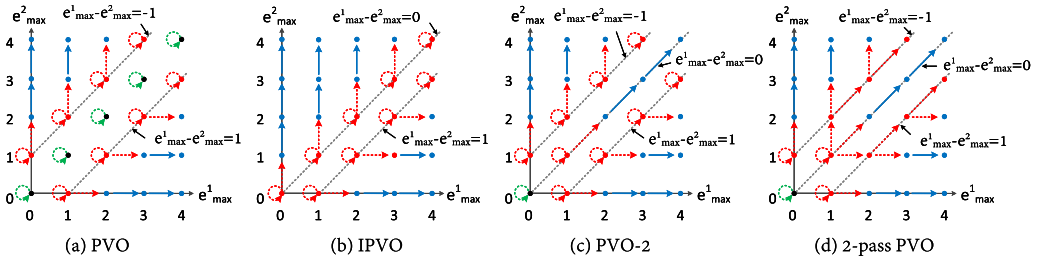 e²max
e¹max-e²max=-1
4
3
2
1
0
e¹max-e²max=1
e¹max
0 1 2 3 4
(a) PVO
e²max
e¹max-e²max=0
4
3
2
1
0
e¹max-e²max=1
e¹max
0 1 2 3 4
(b) IPVO
e²max
e¹max-e²max=-1
4
e¹max-e²max=0
3
2
e¹max-e²max=1
1
0
e¹max
0 1 2 3 4
(c) PVO-2
e²max
e¹max-e²max=-1
4
e¹max-e²max=0
3
2
e¹max-e²max=1
1
0
e¹max
0 1 2 3 4
(d) 2-pass PVO